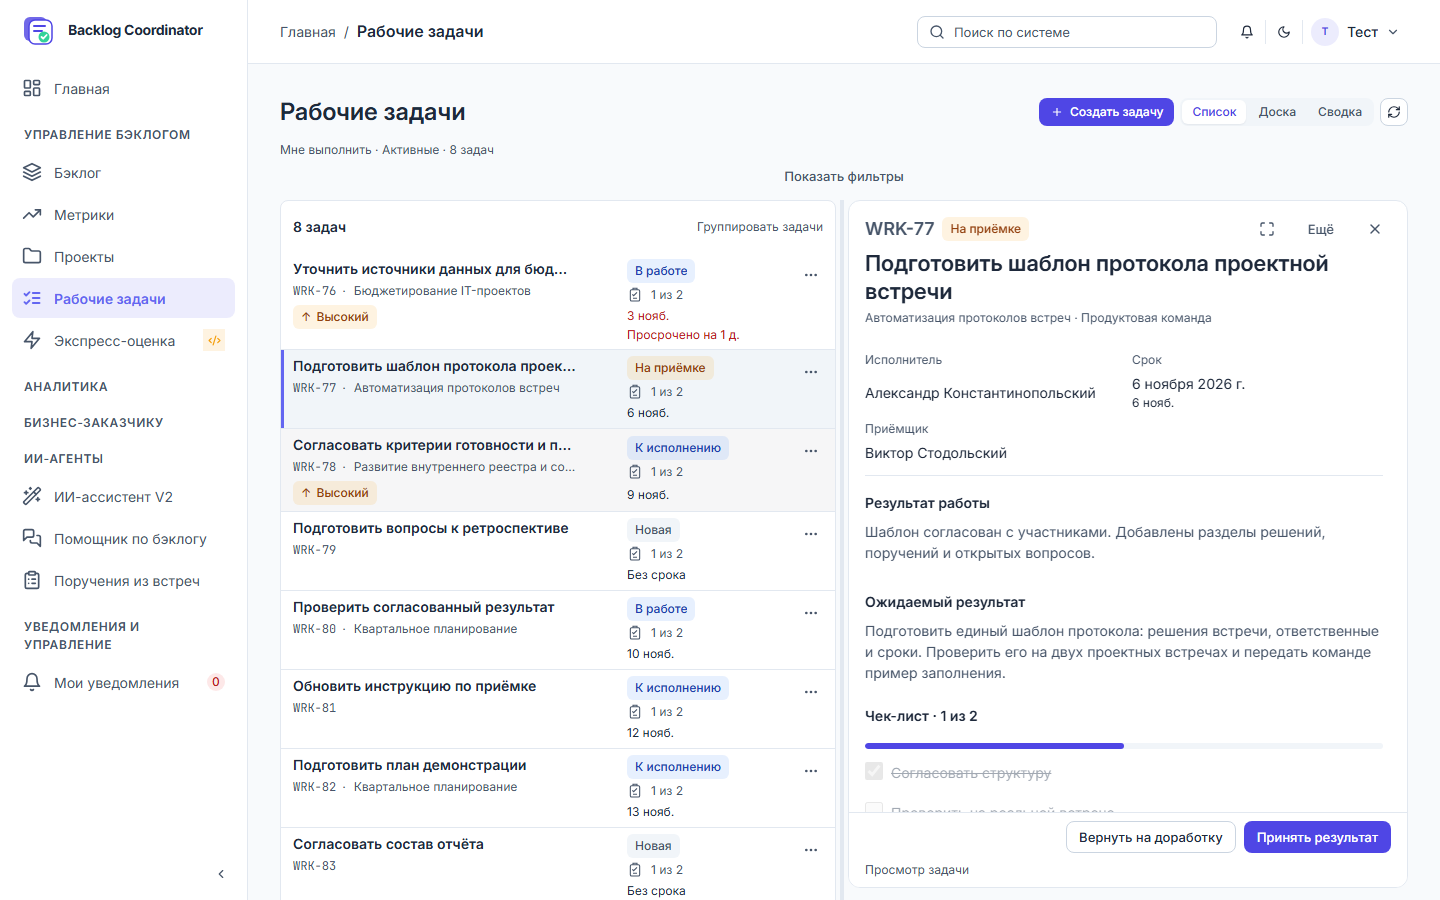 Backlog Coordinator
Главная
УПРАВЛЕНИЕ БЭКЛОГОМ
Бэклог
Метрики
Проекты
Рабочие задачи
Экспресс-оценка
АНАЛИТИКА
БИЗНЕС-ЗАКАЗЧИКУ
ИИ-АГЕНТЫ
ИИ-ассистент V2
Помощник по бэклогу
Поручения из встреч
УВЕДОМЛЕНИЯ И
УПРАВЛЕНИЕ
Мои уведомления 0
Главная / Рабочие задачи
Поиск по системе
Т Тест
Рабочие задачи
+ Создать задачу Список Доска Сводка
Мне выполнить · Активные · 8 задач
Показать фильтры
8 задач Группировать задачи
Уточнить источники данных для бюд... В работе ...
WRK-76 · Бюджетирование IT-проектов 1 из 2
↑ Высокий 3 нояб.
Просрочено на 1 д.
Подготовить шаблон протокола проек... На приёмке ...
WRK-77 · Автоматизация протоколов встреч 1 из 2
6 нояб.
Согласовать критерии готовности и п... К исполнению ...
WRK-78 · Развитие внутреннего реестра и со... 1 из 2
↑ Высокий 9 нояб.
Подготовить вопросы к ретроспективе Новая ...
WRK-79 1 из 2
Без срока
Проверить согласованный результат В работе ...
WRK-80 · Квартальное планирование 1 из 2
10 нояб.
Обновить инструкцию по приёмке К исполнению ...
WRK-81 1 из 2
12 нояб.
Подготовить план демонстрации К исполнению ...
WRK-82 · Квартальное планирование 1 из 2
13 нояб.
Согласовать состав отчёта Новая ...
WRK-83 1 из 2
Без срока
WRK-77 На приёмке Ещё
Подготовить шаблон протокола проектной
встречи
Автоматизация протоколов встреч · Продуктовая команда
Исполнитель Срок
Александр Константинопольский 6 ноября 2026 г.
6 нояб.
Приёмщик
Виктор Стодольский
Результат работы
Шаблон согласован с участниками. Добавлены разделы решений,
поручений и открытых вопросов.
Ожидаемый результат
Подготовить единый шаблон протокола: решения встречи, ответственные
и сроки. Проверить его на двух проектных встречах и передать команде
пример заполнения.
Чек-лист · 1 из 2
Согласовать структуру
Проверить на реальной встрече
Вернуть на доработку Принять результат
Просмотр задачи